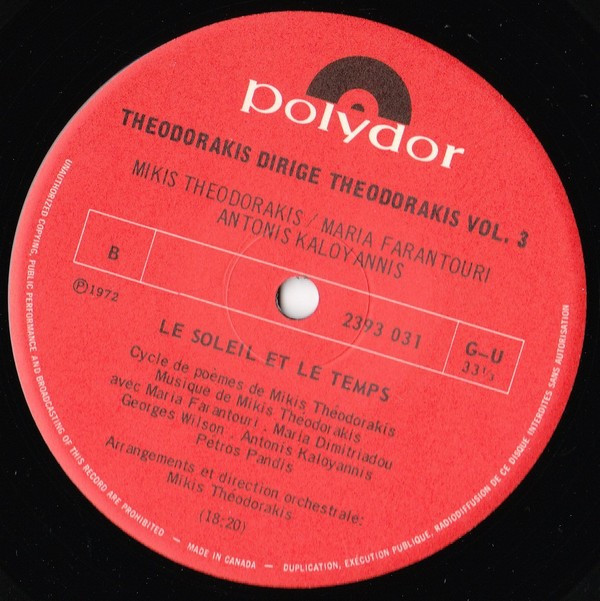 polydor
THEODORAKIS DIRIGE THEODORAKIS VOL. 3
MIKIS THEODORAKIS / MARIA FARANTOURI
ANTONIS KALOYANNIS
B
2393 031
G-U
33⅓
Ⓟ1972
LE SOLEIL ET LE TEMPS
Cycle de poèmes de Mikis Théodorakis
Musique de Mikis Théodorakis
avec Maria Farantouri, Maria Dimitriadou
Georges Wilson, Antonis Kaloyannis
Petros Pandis
Arrangements et direction orchestrale:
Mikis Théodorakis
(18-20)
UNAUTHORIZED COPYING, PUBLIC PERFORMANCE AND BROADCASTING OF THIS RECORD ARE PROHIBITED – MADE IN CANADA – DUPLICATION, EXÉCUTION PUBLIQUE, RADIODIFFUSION DE CE DISQUE INTERDITES SANS AUTORISATION